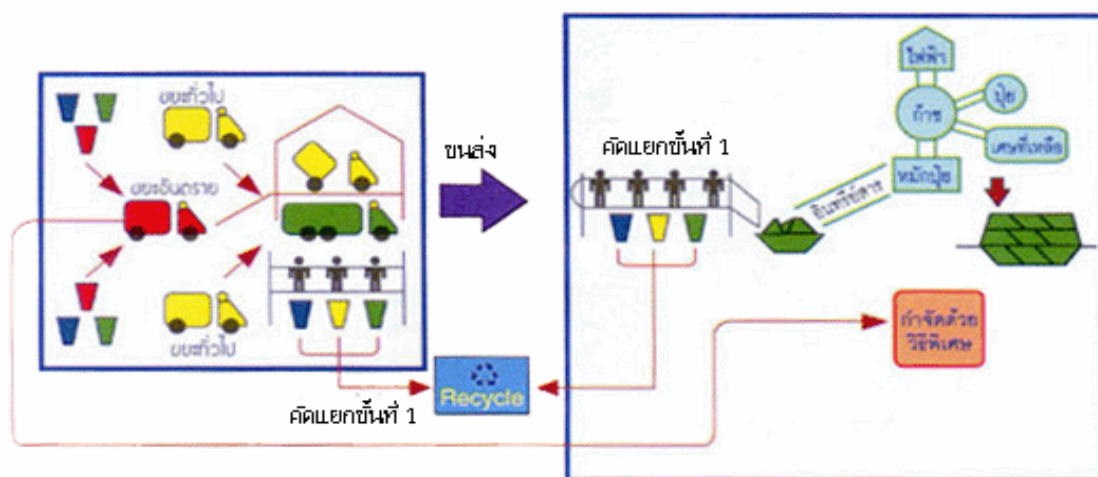 ขยะทั่วไป
ขยะอันตราย
ขยะทั่วไป
คัดแยกขั้นที่ 1
ขนส่ง
Recycle
คัดแยกขั้นที่ 1
ไฟฟ้า
ก๊าซ
ปุ๋ย
เศษที่เหลือ
หมักปุ๋ย
อินทรีย์สาร
กำจัดด้วย
วิธีพิเศษ